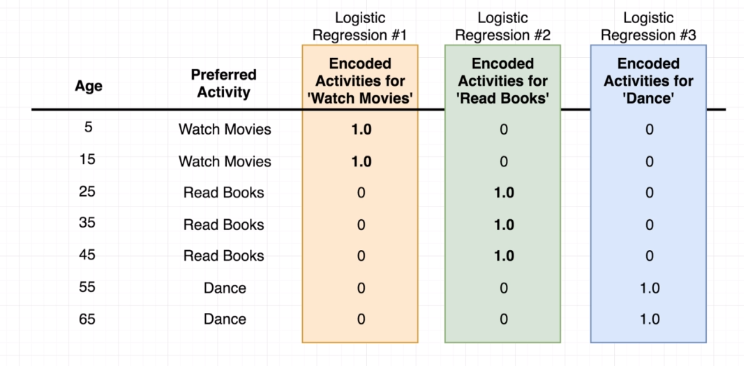 Logistic Regression #1 Logistic Regression #2 Logistic Regression #3
Age Preferred Activity Encoded Activities for 'Watch Movies' Encoded Activities for 'Read Books' Encoded Activities for 'Dance'
5 Watch Movies 1.0 0 0
15 Watch Movies 1.0 0 0
25 Read Books 0 1.0 0
35 Read Books 0 1.0 0
45 Read Books 0 1.0 0
55 Dance 0 0 1.0
65 Dance 0 0 1.0